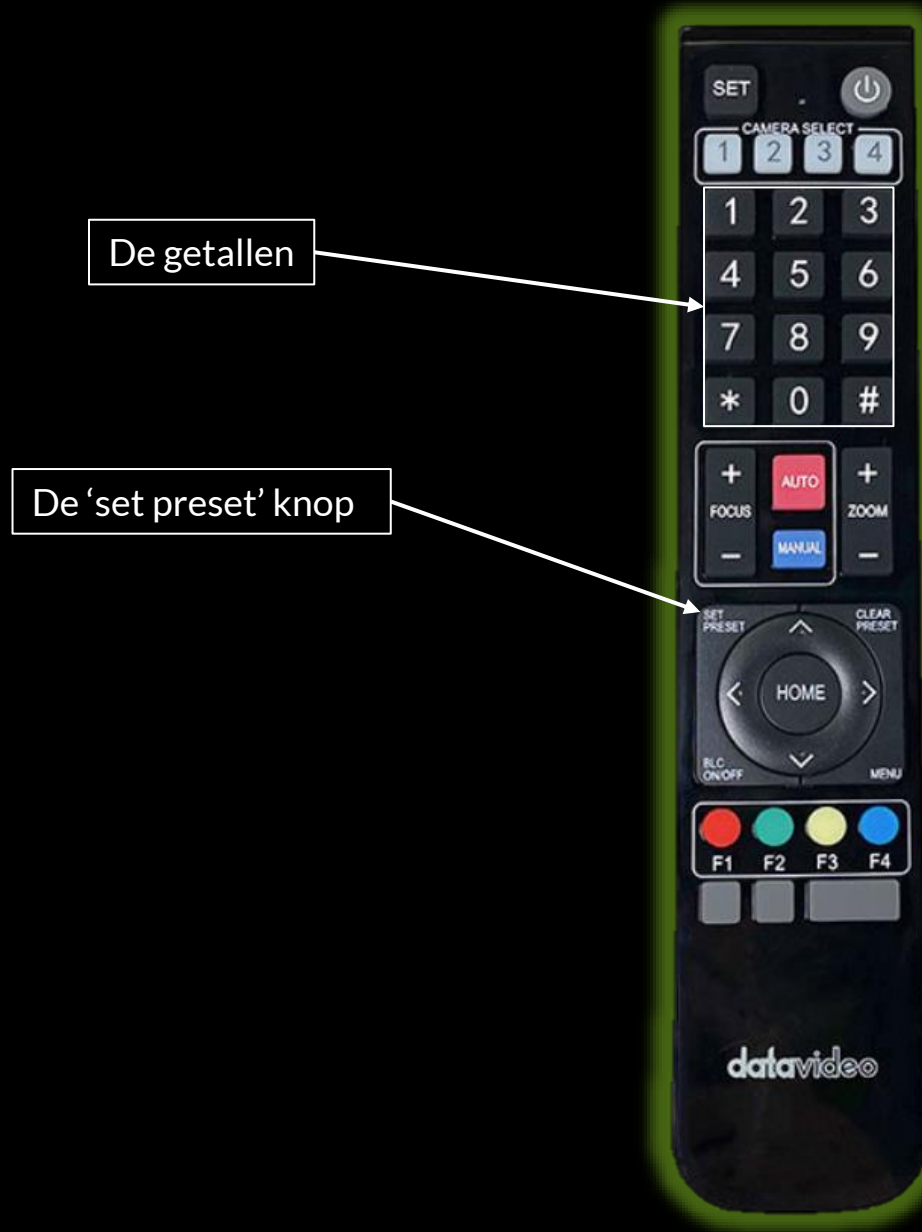 SET
CAMERA SELECT
1 2 3 4
1 2 3
De getallen
4 5 6
7 8 9
* 0 #
+ AUTO +
FOCUS ZOOM
De ‘set preset’ knop
- MANUAL -
SET
PRESET
CLEAR
PRESET
HOME
BLC
ON/OFF
MENU
F1 F2 F3 F4
datavideo